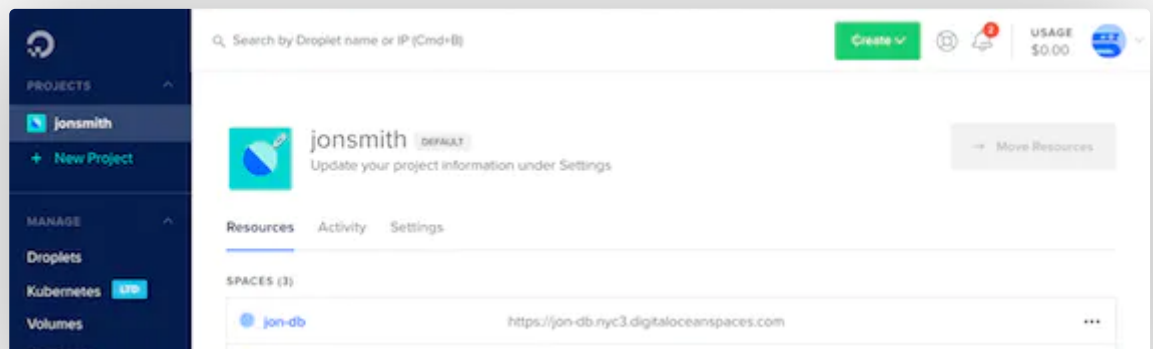 Search by Droplet name or IP (Cmd+B)
Create
2
USAGE
$0.00
PROJECTS
jonsmith
+ New Project
MANAGE
Droplets
Kubernetes LTD
Volumes
jonsmith DEFAULT
Update your project information under Settings
→ Move Resources
Resources Activity Settings
SPACES (3)
jon-db https://jon-db.nyc3.digitaloceanspaces.com ...